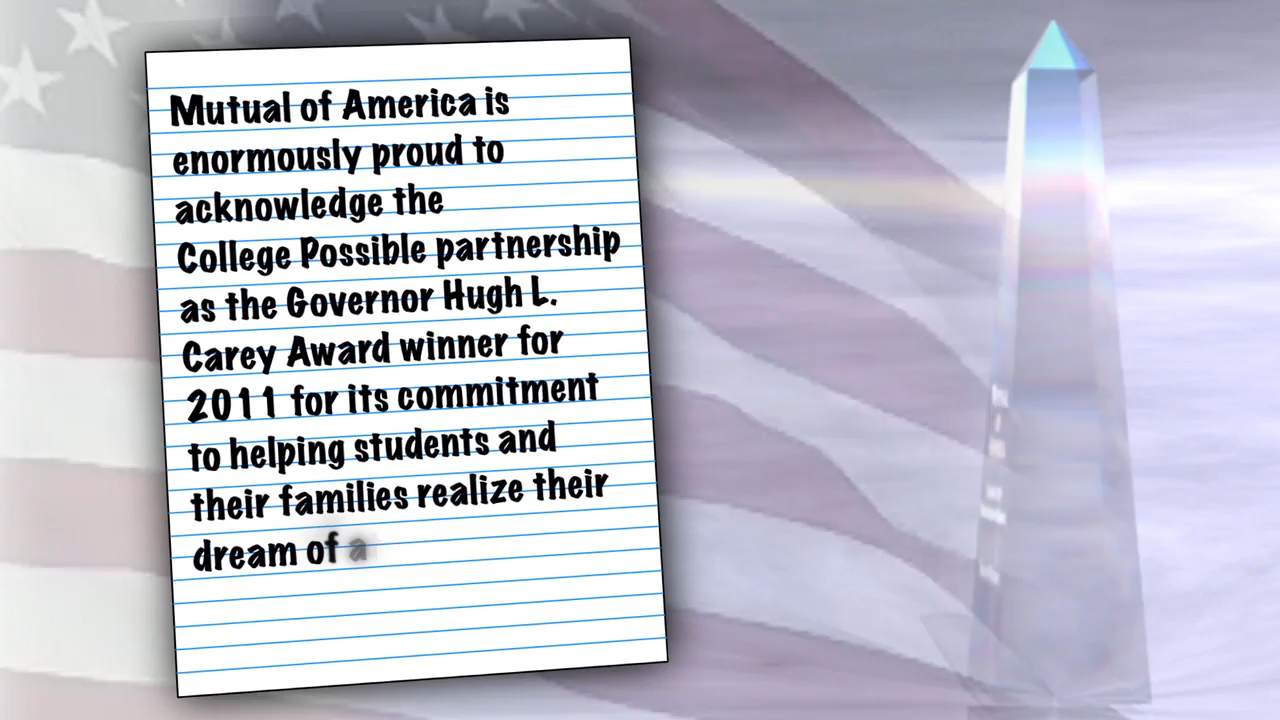 Mutual of America is
enormously proud to
acknowledge the
College Possible partnership
as the Governor Hugh L.
Carey Award winner for
2011 for its commitment
to helping students and
their families realize their
dream of a